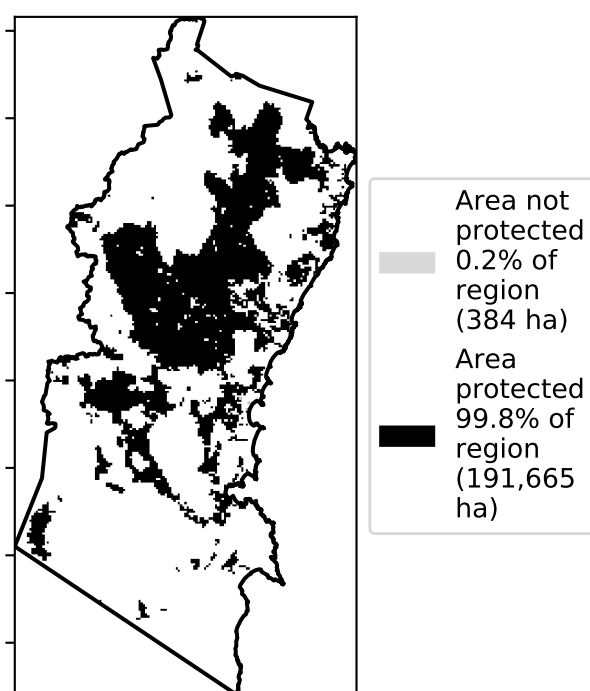 Area not
protected
0.2% of
region
(384 ha)
Area
protected
99.8% of
region
(191,665
ha)